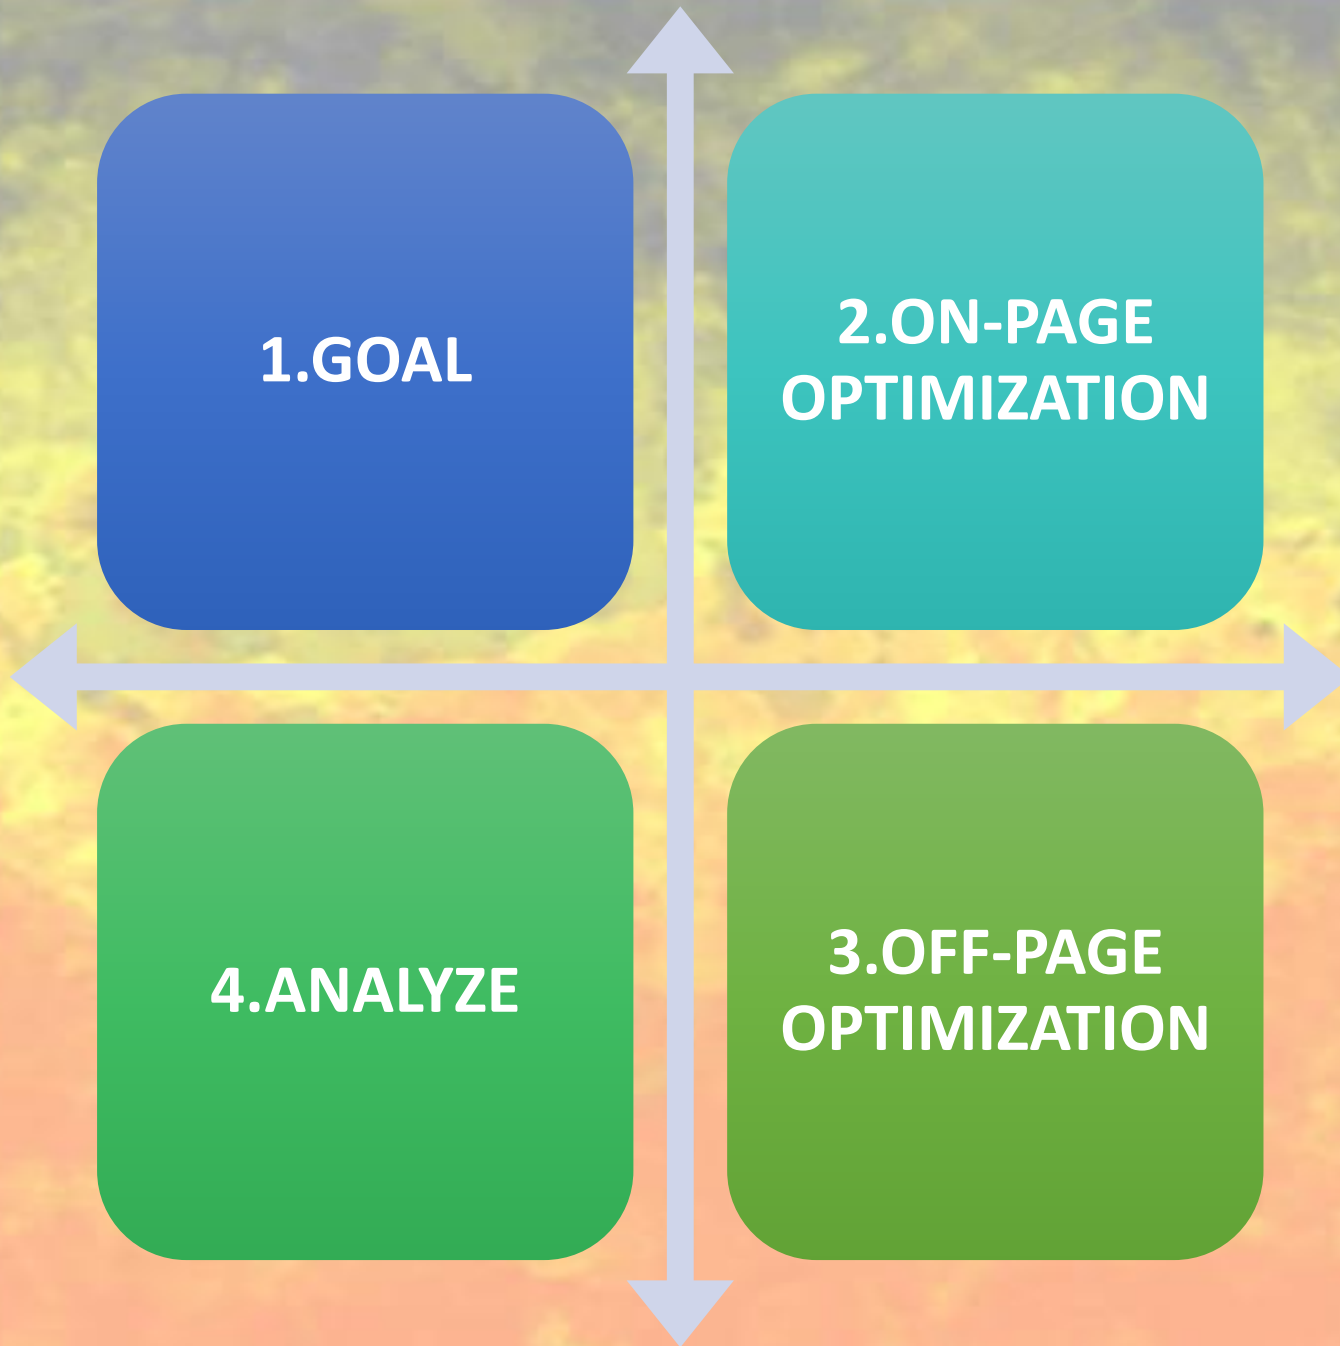 1.GOAL
2.ON-PAGE
OPTIMIZATION
4.ANALYZE
3.OFF-PAGE
OPTIMIZATION